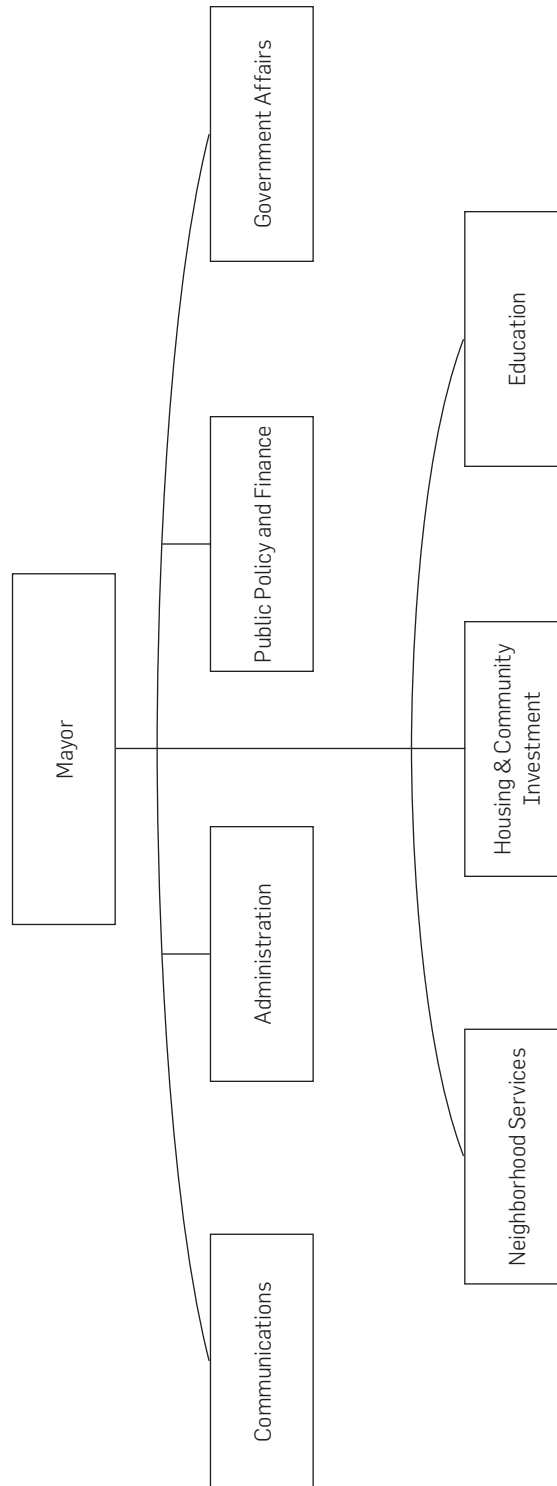 Mayor
Communications
Administration
Public Policy and Finance
Government Affairs
Neighborhood Services
Housing & Community
Investment
Education